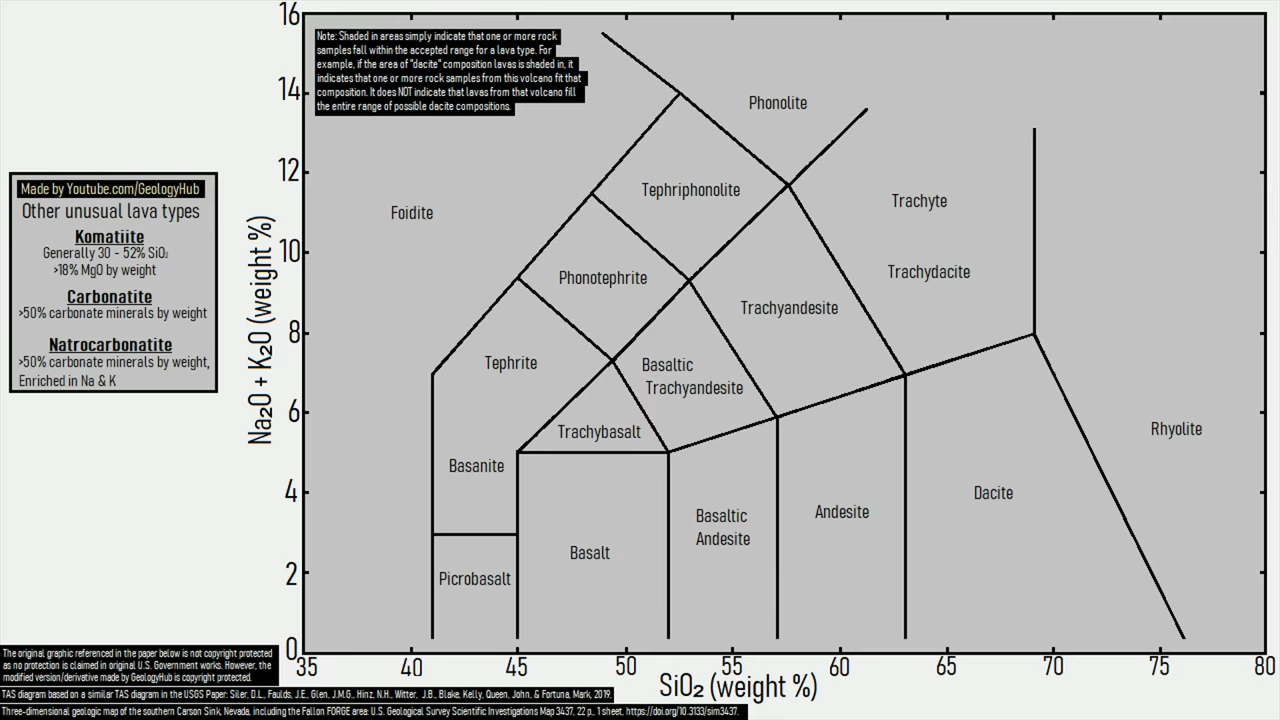 Note: Shaded in areas simply indicate that one or more rock
samples fall within the accepted range for a lava type. For
example, if the area of "dacite" composition lavas is shaded in, it
indicates that one or more rock samples from this volcano fit that
composition. It does NOT indicate that lavas from that volcano fill
the entire range of possible dacite compositions.
Made by Youtube.com/GeologyHub
Other unusual lava types
Komatiite
Generally 30 - 52% SiO₂
>18% MgO by weight
Carbonatite
>50% carbonate minerals by weight
Natrocarbonatite
>50% carbonate minerals by weight,
Enriched in Na & K
Na₂O + K₂O (weight %)
16
14
12
10
8
6
4
2
0
Phonolite
Tephriphonolite
Trachyte
Foidite
Trachydacite
Phonotephrite
Trachyandesite
Tephrite
Basaltic
Trachyandesite
Trachybasalt
Rhyolite
Basanite
Dacite
Basaltic
Andesite
Andesite
Basalt
Picrobasalt
35 40 45 50 55 60 65 70 75 80
SiO₂ (weight %)
The original graphic referenced in the paper below is not copyright protected
as no protection is claimed in original U.S. Government works. However, the
modified version/derivative made by GeologyHub is copyright protected.
TAS diagram based on a similar TAS diagram in the USGS Paper: Siler, D.L., Faulds, J.E., Glen, J.M.G., Hinz, N.H., Witter, J.B., Blake, Kelly, Queen, John, & Fortuna, Mark, 2019,
Three-dimensional geologic map of the southern Carson Sink, Nevada, including the Fallon FORGE area: U.S. Geological Survey Scientific Investigations Map 3437, 22 p., 1 sheet, https://doi.org/10.3133/sim3437.